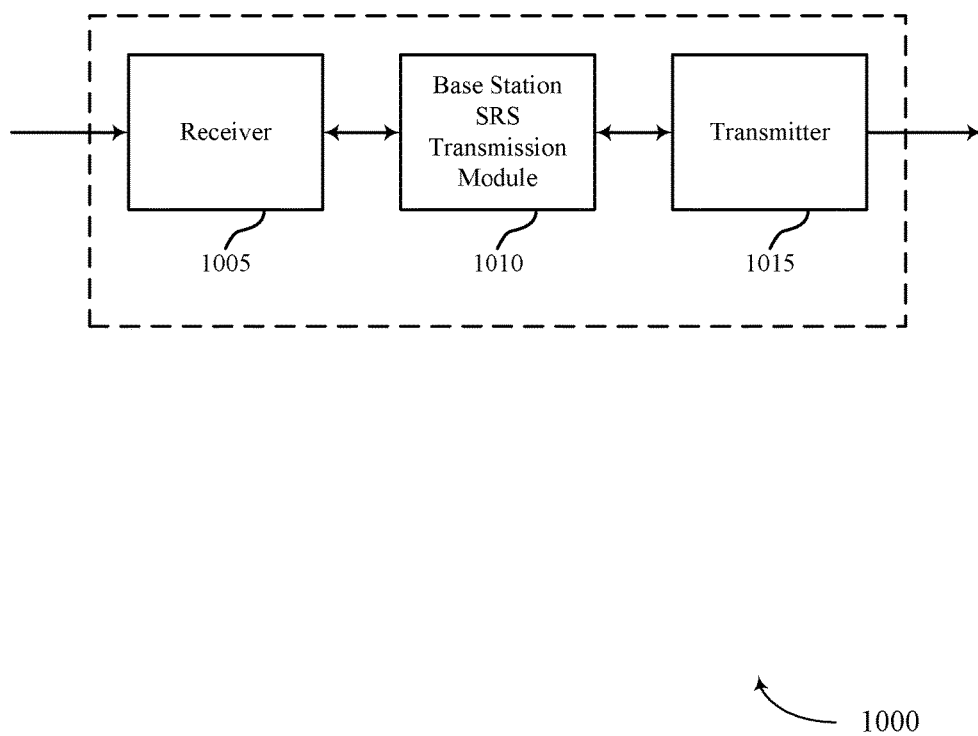 Receiver
Base Station
SRS
Transmission
Module
Transmitter
1005
1010
1015
1000